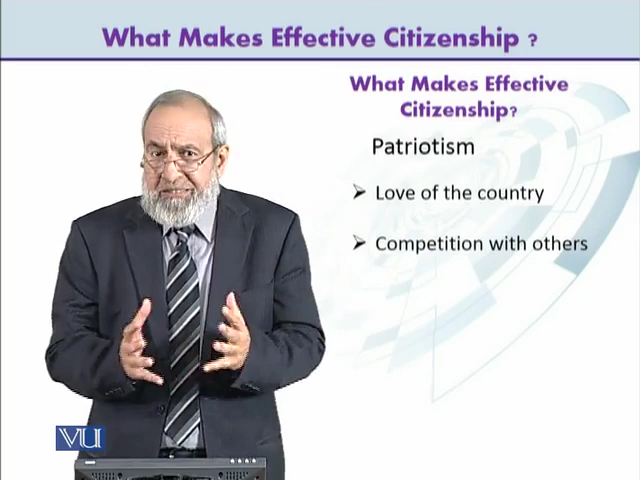 What Makes Effective Citizenship ?
What Makes Effective
Citizenship?
Patriotism
➢ Love of the country
➢ Competition with others
VU